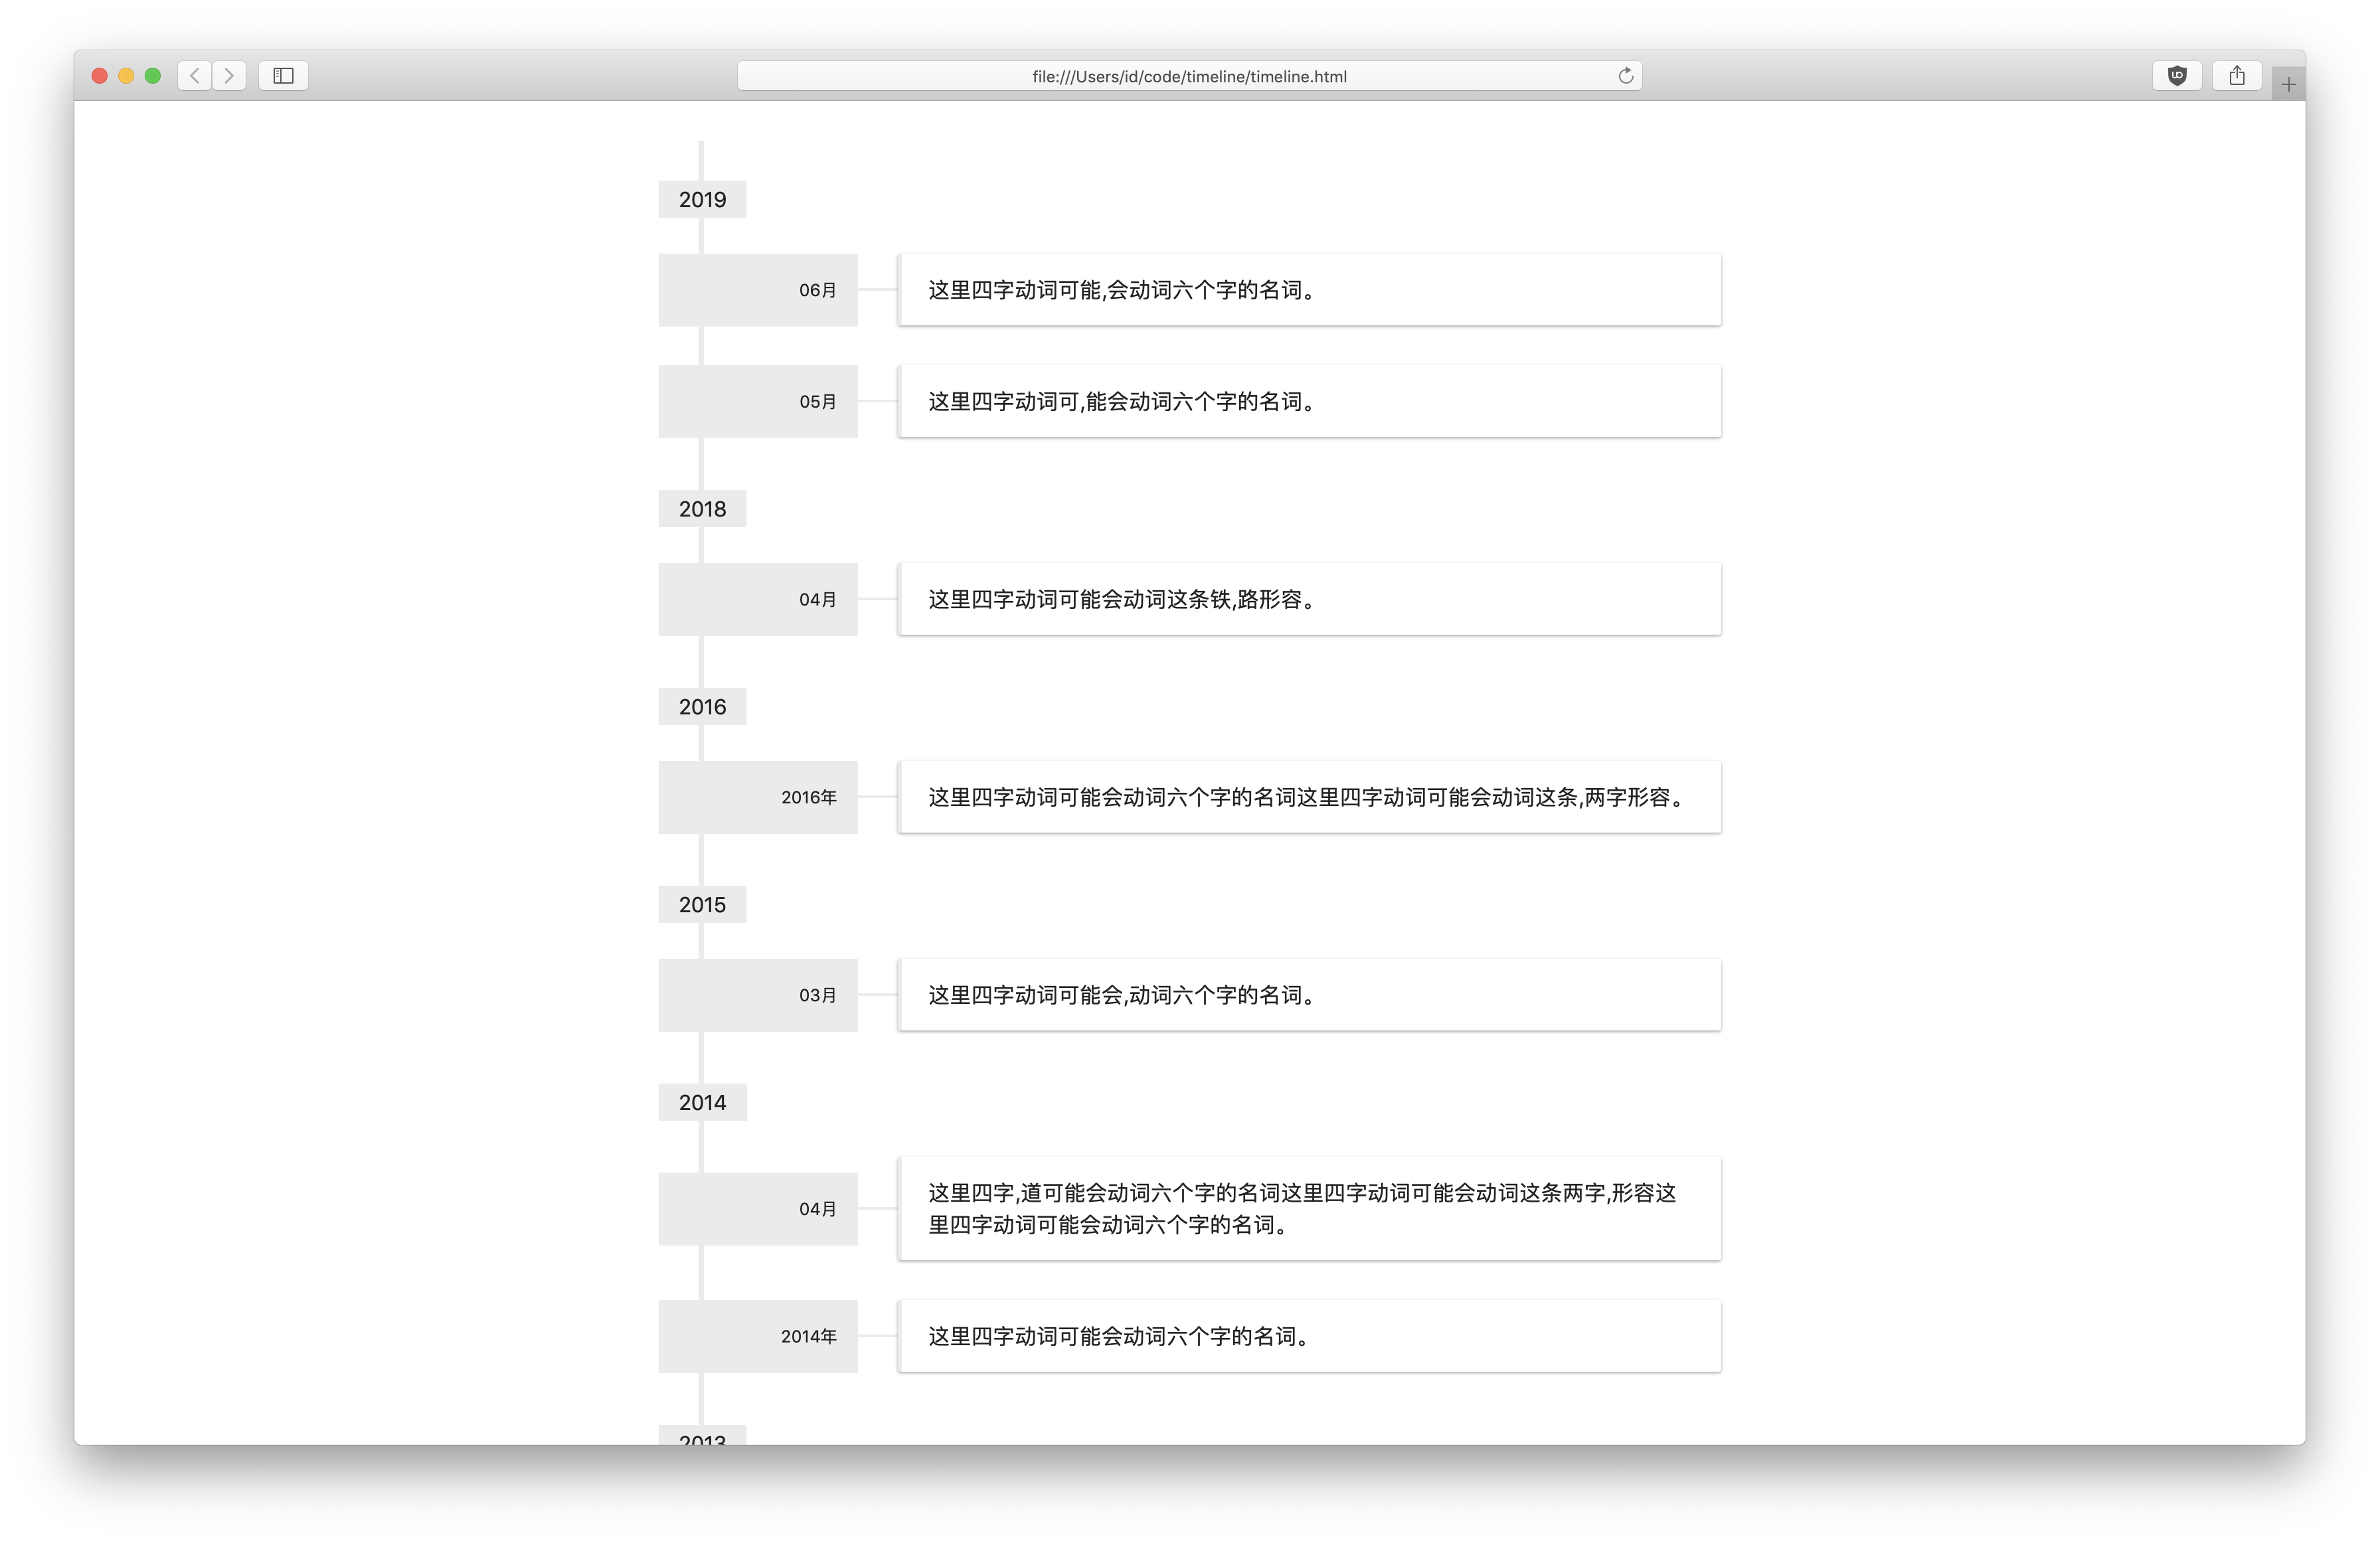 file:///Users/id/code/timeline/timeline.html
2019
06月
这里四字动词可能,会动词六个字的名词。
05月
这里四字动词可,能会动词六个字的名词。
2018
04月
这里四字动词可能会动词这条铁,路形容。
2016
2016年
这里四字动词可能会动词六个字的名词这里四字动词可能会动词这条,两字形容。
2015
03月
这里四字动词可能会,动词六个字的名词。
2014
04月
这里四字,道可能会动词六个字的名词这里四字动词可能会动词这条两字,形容这
里四字动词可能会动词六个字的名词。
2014年
这里四字动词可能会动词六个字的名词。
2013